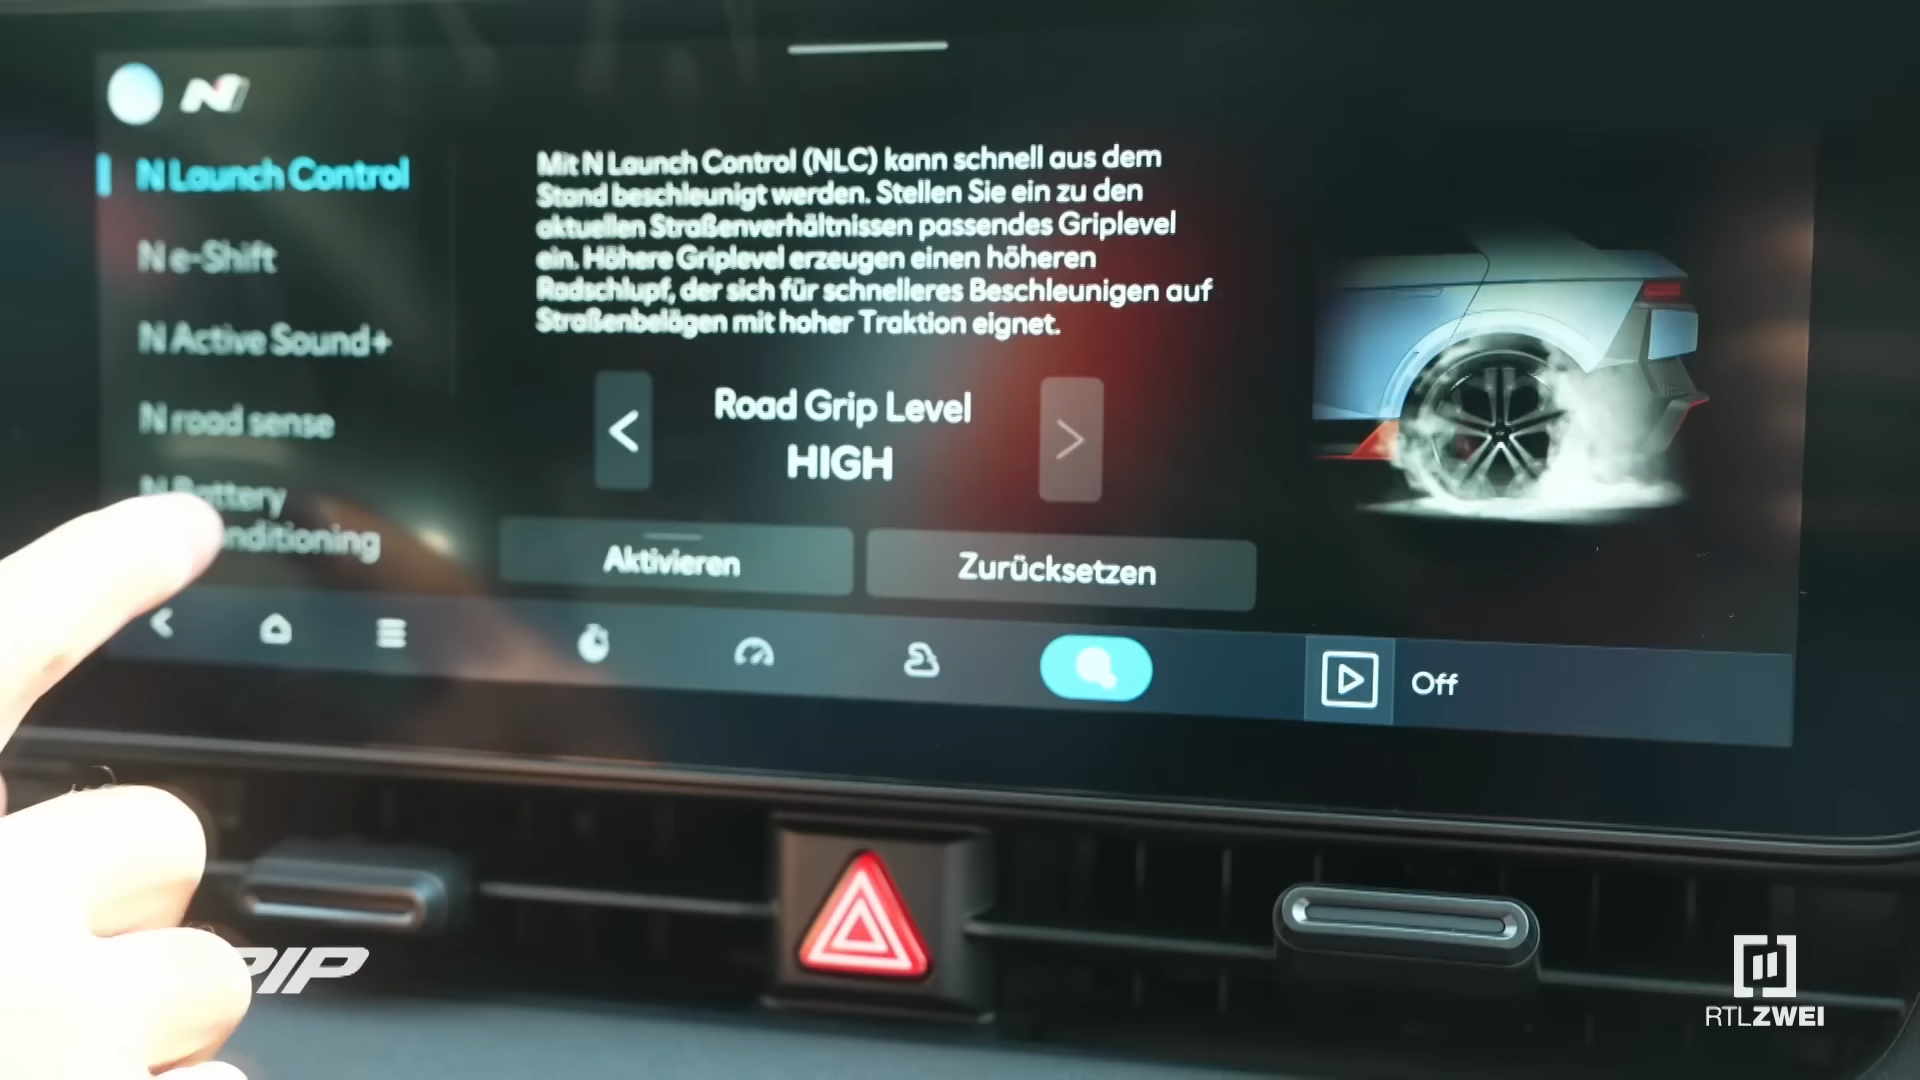 N
N Launch Control
N e-Shift
N Active Sound+
N road sense
N Battery
Mit N Launch Control (NLC) kann schnell aus dem
Stand beschleunigt werden. Stellen Sie ein zu den
aktuellen Straßenverhältnissen passendes Griplevel
ein. Höhere Griplevel erzeugen einen höheren
Radschlupf, der sich für schnelleres Beschleunigen auf
Straßenbelägen mit hoher Traktion eignet.
Road Grip Level
HIGH
Aktivieren
Zurücksetzen
Off
RTLZWEI